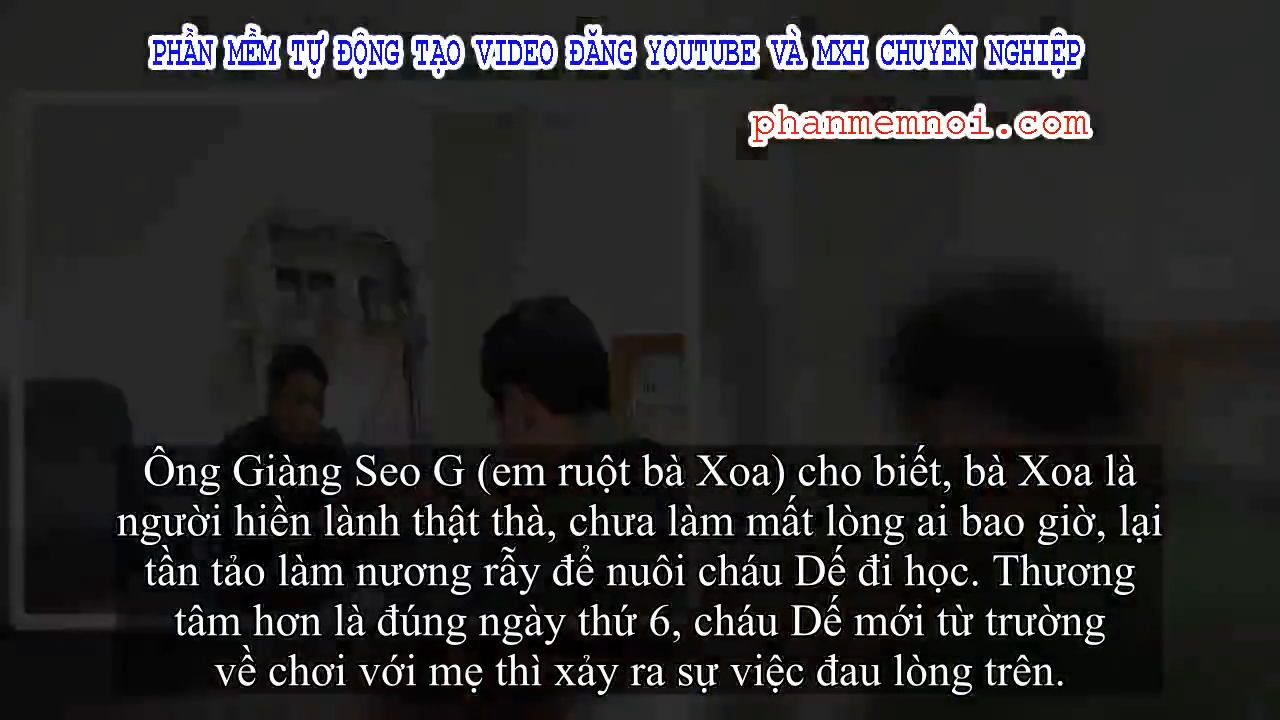 PHẦN MỀM TỰ ĐỘNG TẠO VIDEO ĐĂNG YOUTUBE VÀ MXH CHUYÊN NGHIỆP
phanmemnoi.com
Ông Giàng Seo G (em ruột bà Xoa) cho biết, bà Xoa là
người hiền lành thật thà, chưa làm mất lòng ai bao giờ, lại
tần tảo làm nương rẫy để nuôi cháu Dế đi học. Thương
tâm hơn là đúng ngày thứ 6, cháu Dế mới từ trường
về chơi với mẹ thì xảy ra sự việc đau lòng trên.